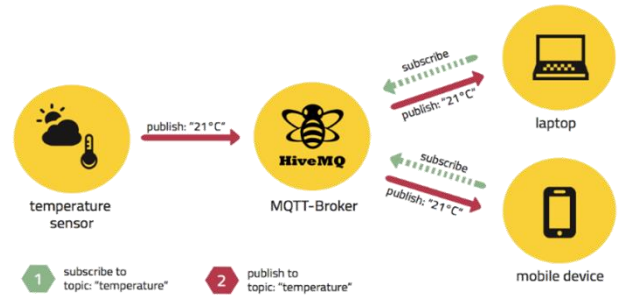 subscribe
publish: "21°C"
laptop
publish: "21°C"
HiveMQ
MQTT-Broker
temperature
sensor
subscribe
publish: "21°C"
mobile device
1
subscribe to
topic: "temperature"
2
publish to
topic: "temperature"